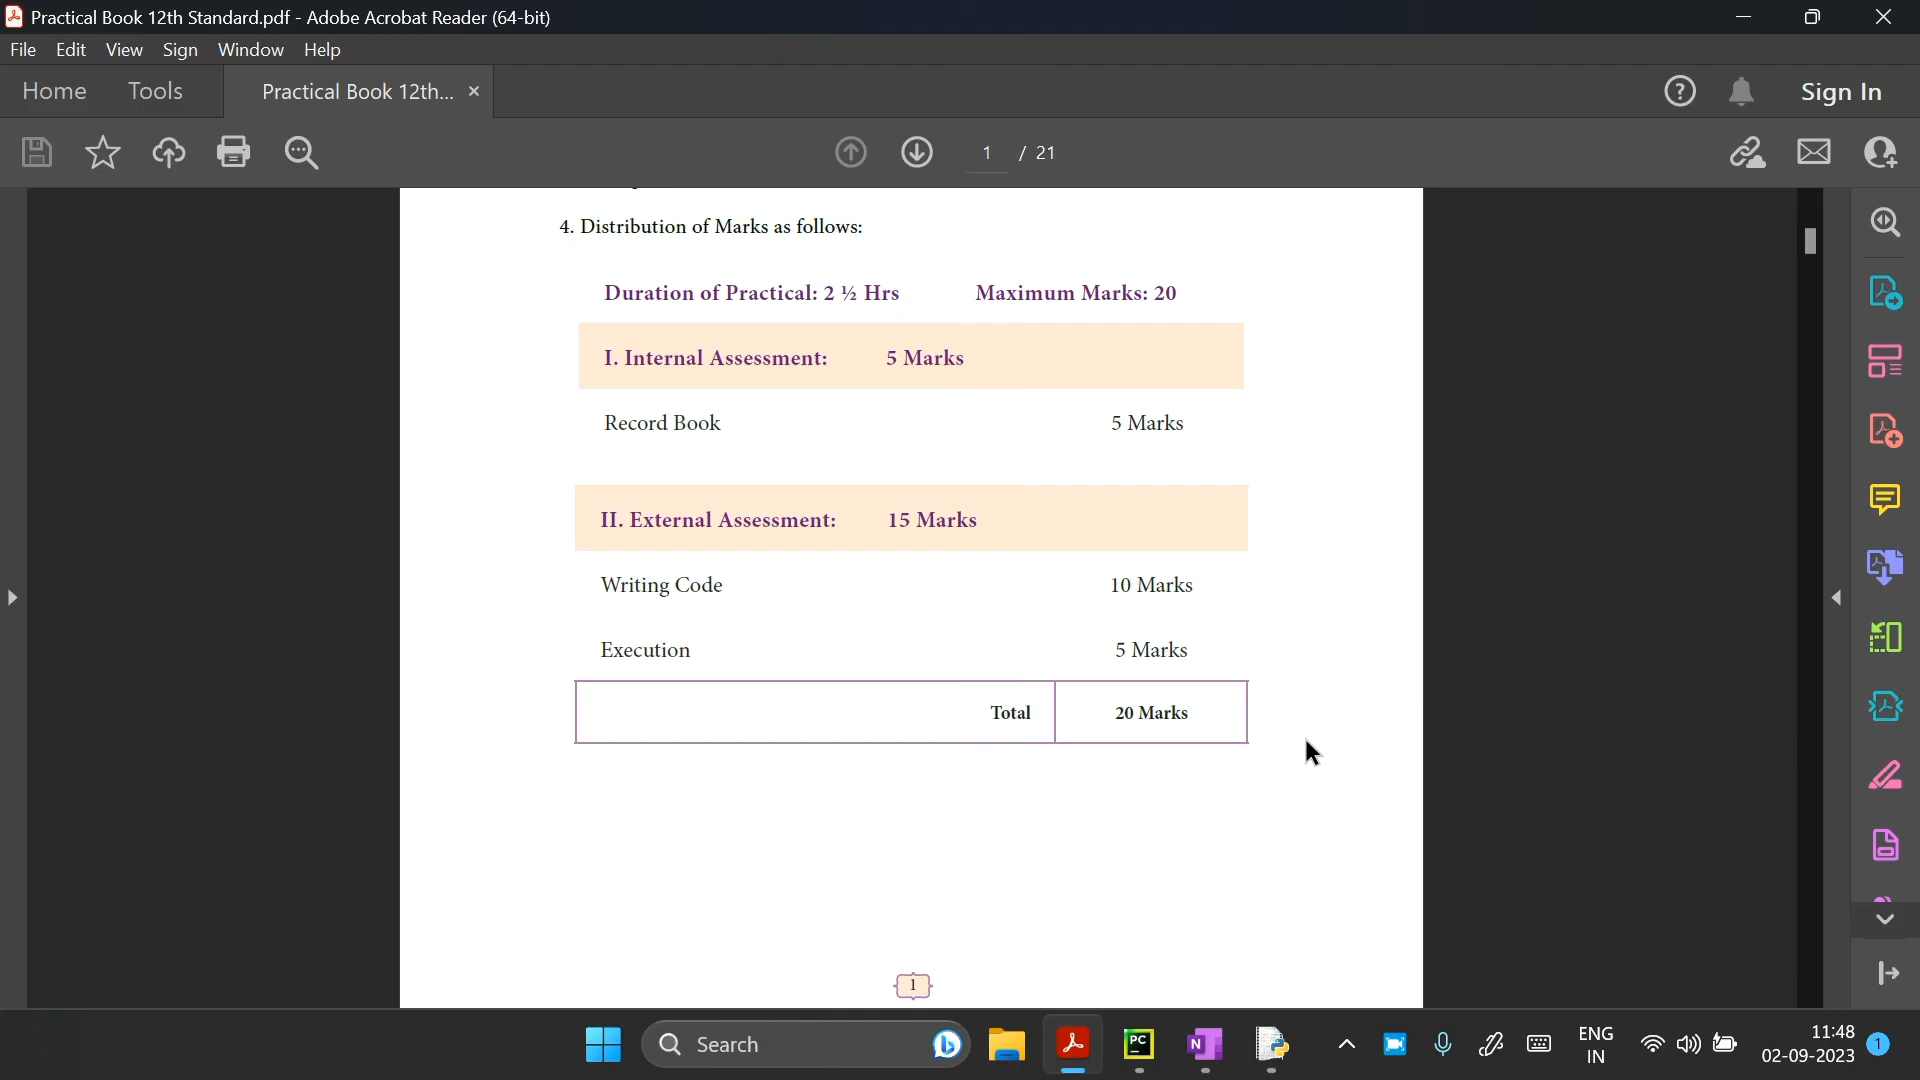 Practical Book 12th Standard.pdf - Adobe Acrobat Reader (64-bit)
File Edit View Sign Window Help
Home Tools Practical Book 12th... × Sign In
1 / 21
4. Distribution of Marks as follows:
Duration of Practical: 2 ½ Hrs Maximum Marks: 20
I. Internal Assessment: 5 Marks
Record Book 5 Marks
II. External Assessment: 15 Marks
Writing Code 10 Marks
Execution 5 Marks
Total 20 Marks
1
Search
PC
N
ENG
IN
11:48
02-09-2023
1